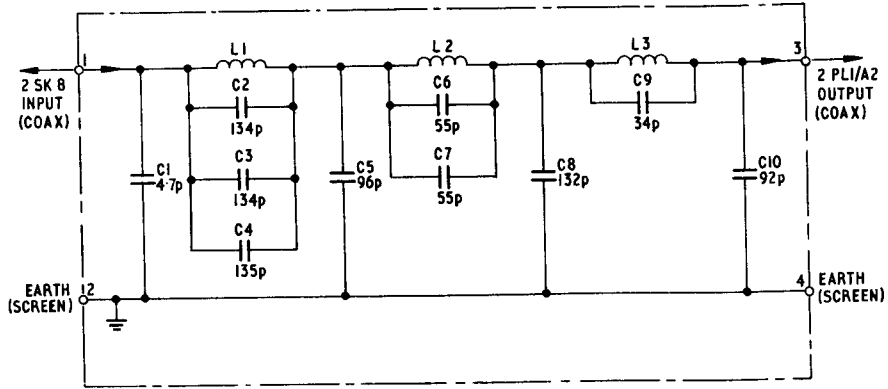 1
L1
L2
L3
3
2 SK 8
INPUT
(COAX)
C2
134p
C6
55p
C9
34p
2 PL1/A2
OUTPUT
(COAX)
C1
4·7p
C3
134p
C5
96p
C7
55p
C8
132p
C10
92p
C4
135p
EARTH
(SCREEN)
2
4
EARTH
(SCREEN)